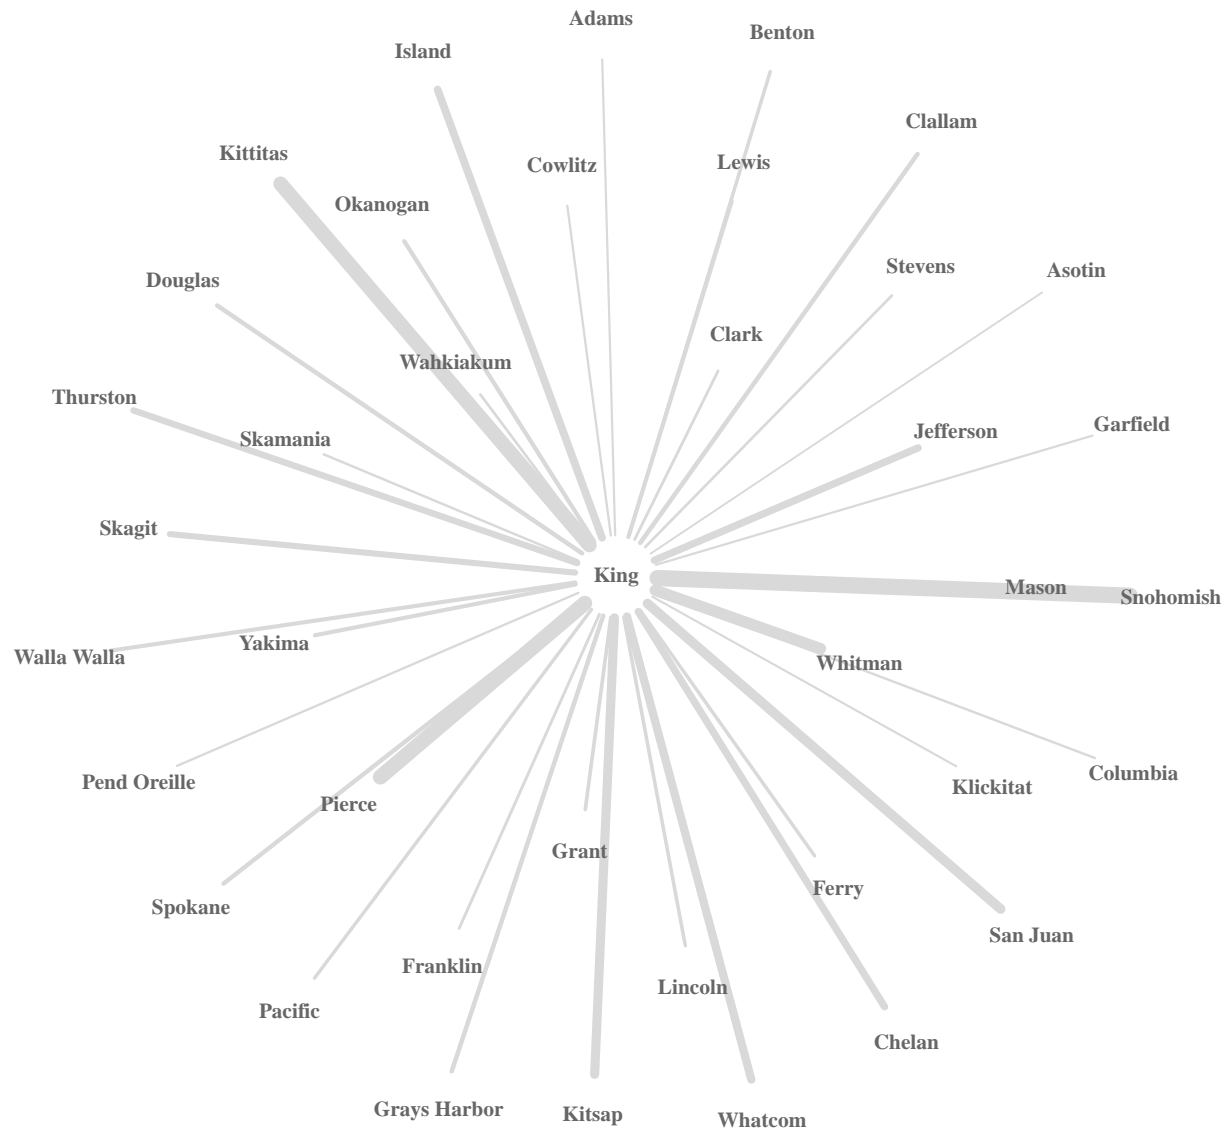 Adams
Benton
Island
Clallam
Kittitas
Cowlitz
Lewis
Okanogan
Stevens
Asotin
Douglas
Clark
Wahkiakum
Thurston
Skamania
Jefferson
Garfield
Skagit
King
Mason
Snohomish
Walla Walla
Yakima
Whitman
Pend Oreille
Pierce
Klickitat
Columbia
Grant
Spokane
Ferry
San Juan
Franklin
Lincoln
Pacific
Chelan
Grays Harbor
Kitsap
Whatcom